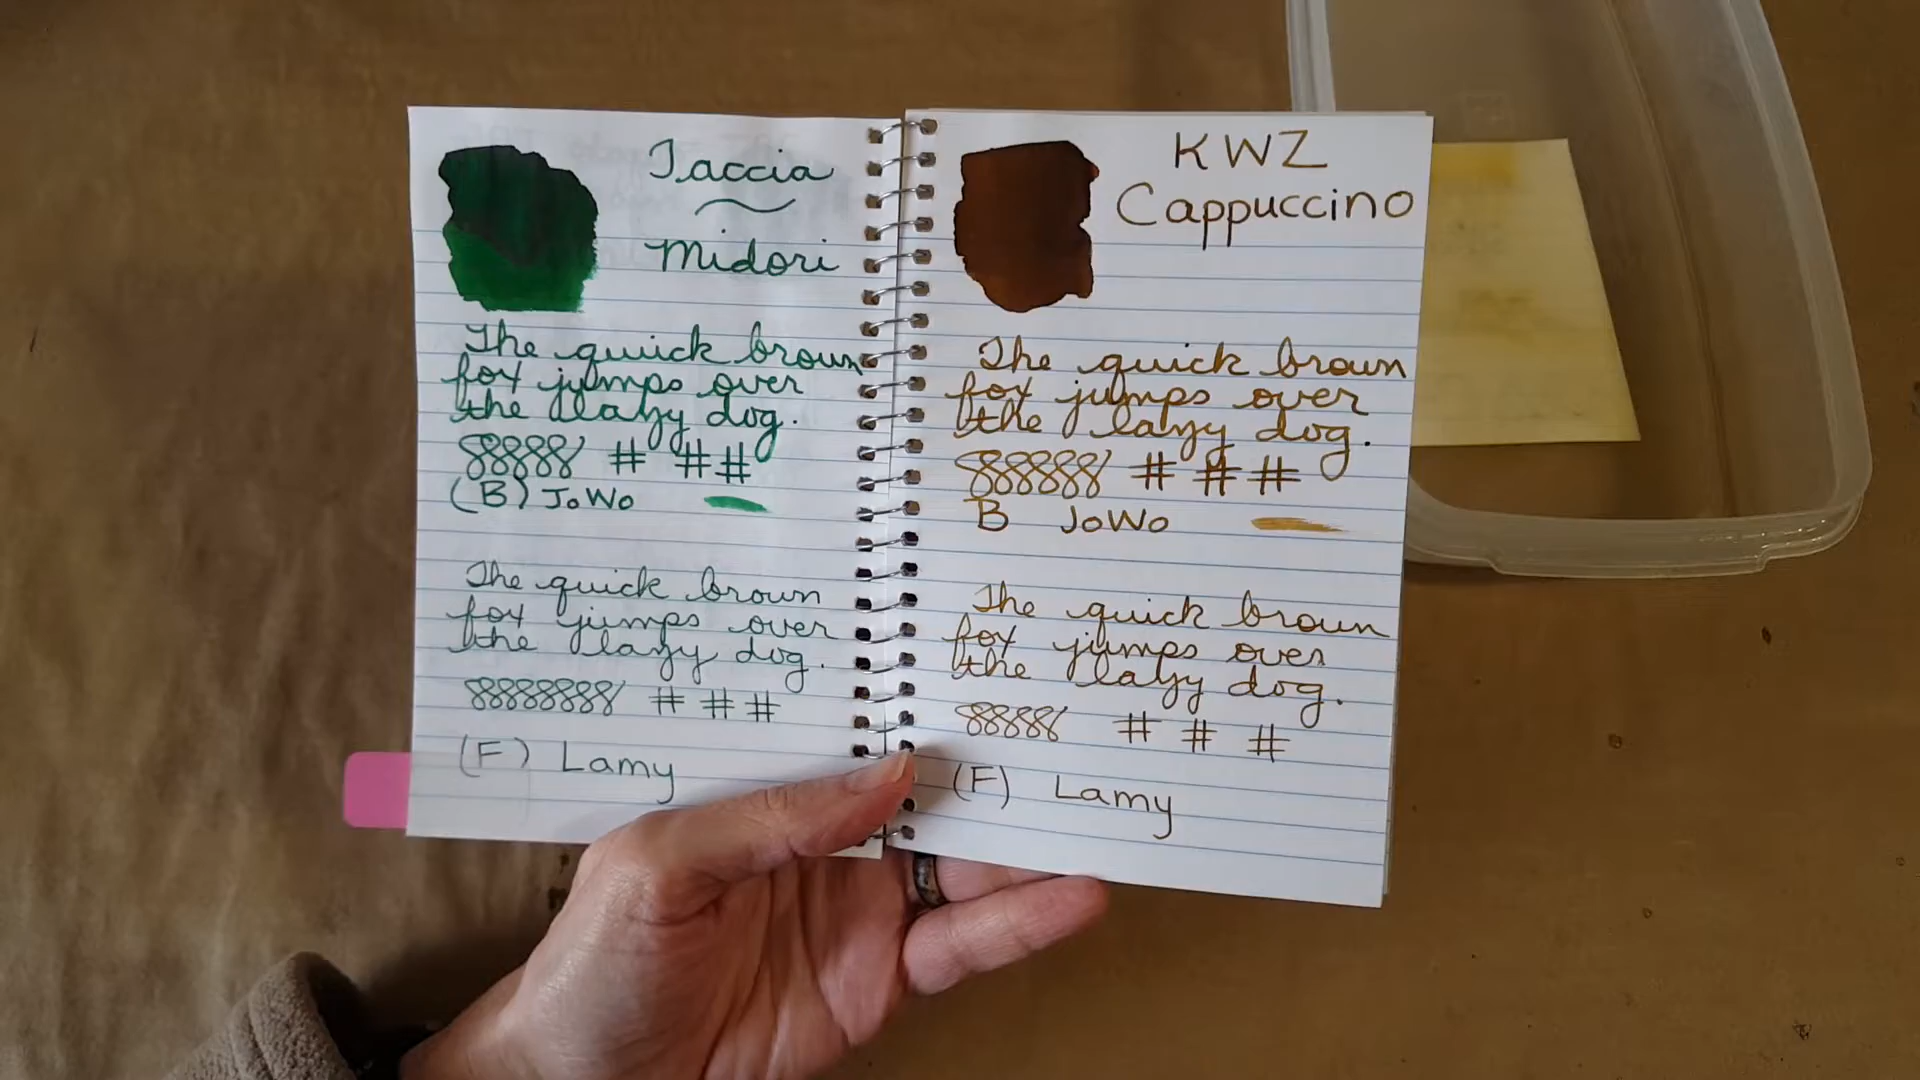 Taccia
Midori
The quick brown
fox jumps over
the lazy dog.
88888 # # #
(B) JoWo
The quick brown
fox jumps over
the lazy dog.
88888888 # # #
(F) Lamy
KWZ
Cappuccino
The quick brown
fox jumps over
the lazy dog.
888888 # # #
B JoWo
The quick brown
fox jumps over
the lazy dog.
88888 # # #
(F) Lamy